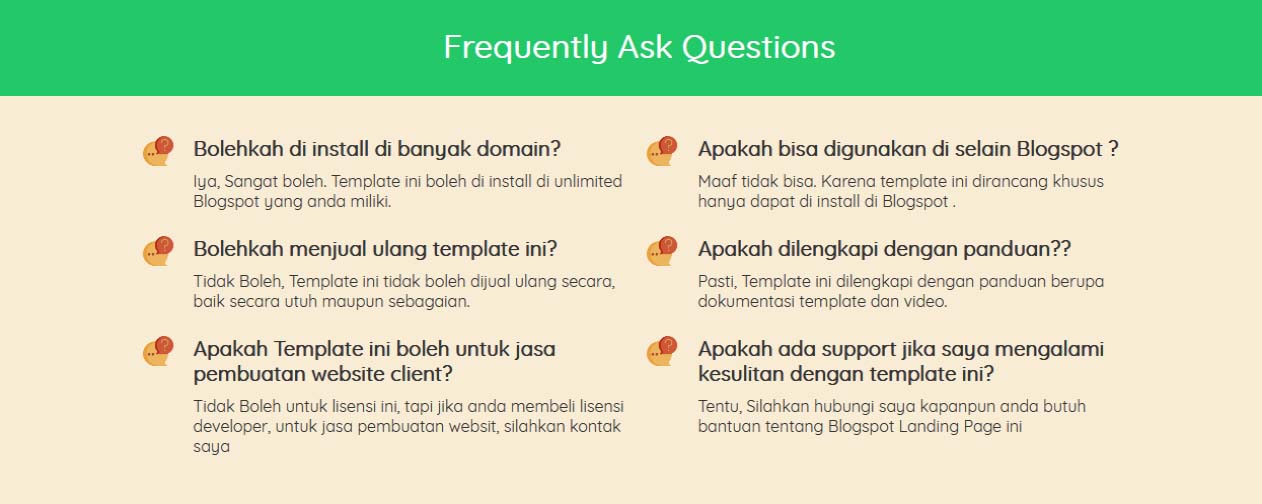 Frequently Ask Questions
Bolehkah di install di banyak domain?
Iya, Sangat boleh. Template ini boleh di install di unlimited
Blogspot yang anda miliki.
Bolehkah menjual ulang template ini?
Tidak Boleh, Template ini tidak boleh dijual ulang secara,
baik secara utuh maupun sebagaian.
Apakah Template ini boleh untuk jasa
pembuatan website client?
Tidak Boleh untuk lisensi ini, tapi jika anda membeli lisensi
developer, untuk jasa pembuatan websit, silahkan kontak
saya
Apakah bisa digunakan di selain Blogspot ?
Maaf tidak bisa. Karena template ini dirancang khusus
hanya dapat di install di Blogspot .
Apakah dilengkapi dengan panduan??
Pasti, Template ini dilengkapi dengan panduan berupa
dokumentasi template dan video.
Apakah ada support jika saya mengalami
kesulitan dengan template ini?
Tentu, Silahkan hubungi saya kapanpun anda butuh
bantuan tentang Blogspot Landing Page ini